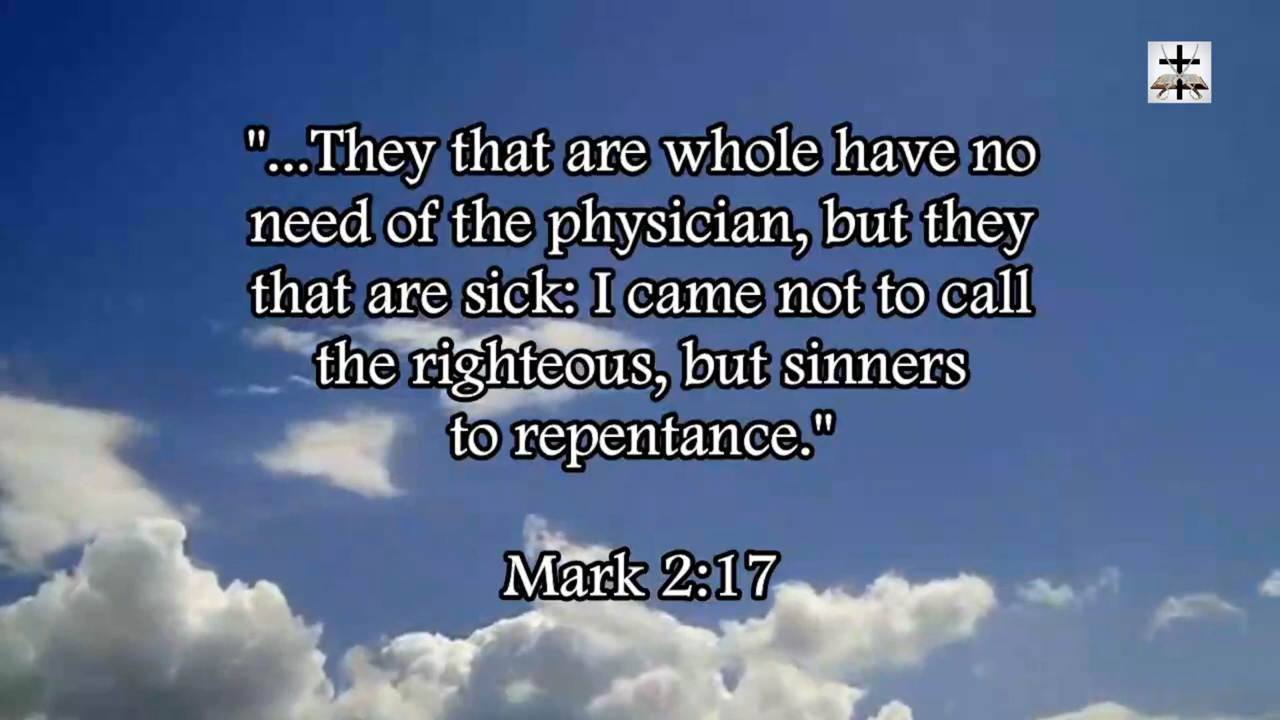 "...They that are whole have no
need of the physician, but they
that are sick: I came not to call
the righteous, but sinners
to repentance."
Mark 2:17